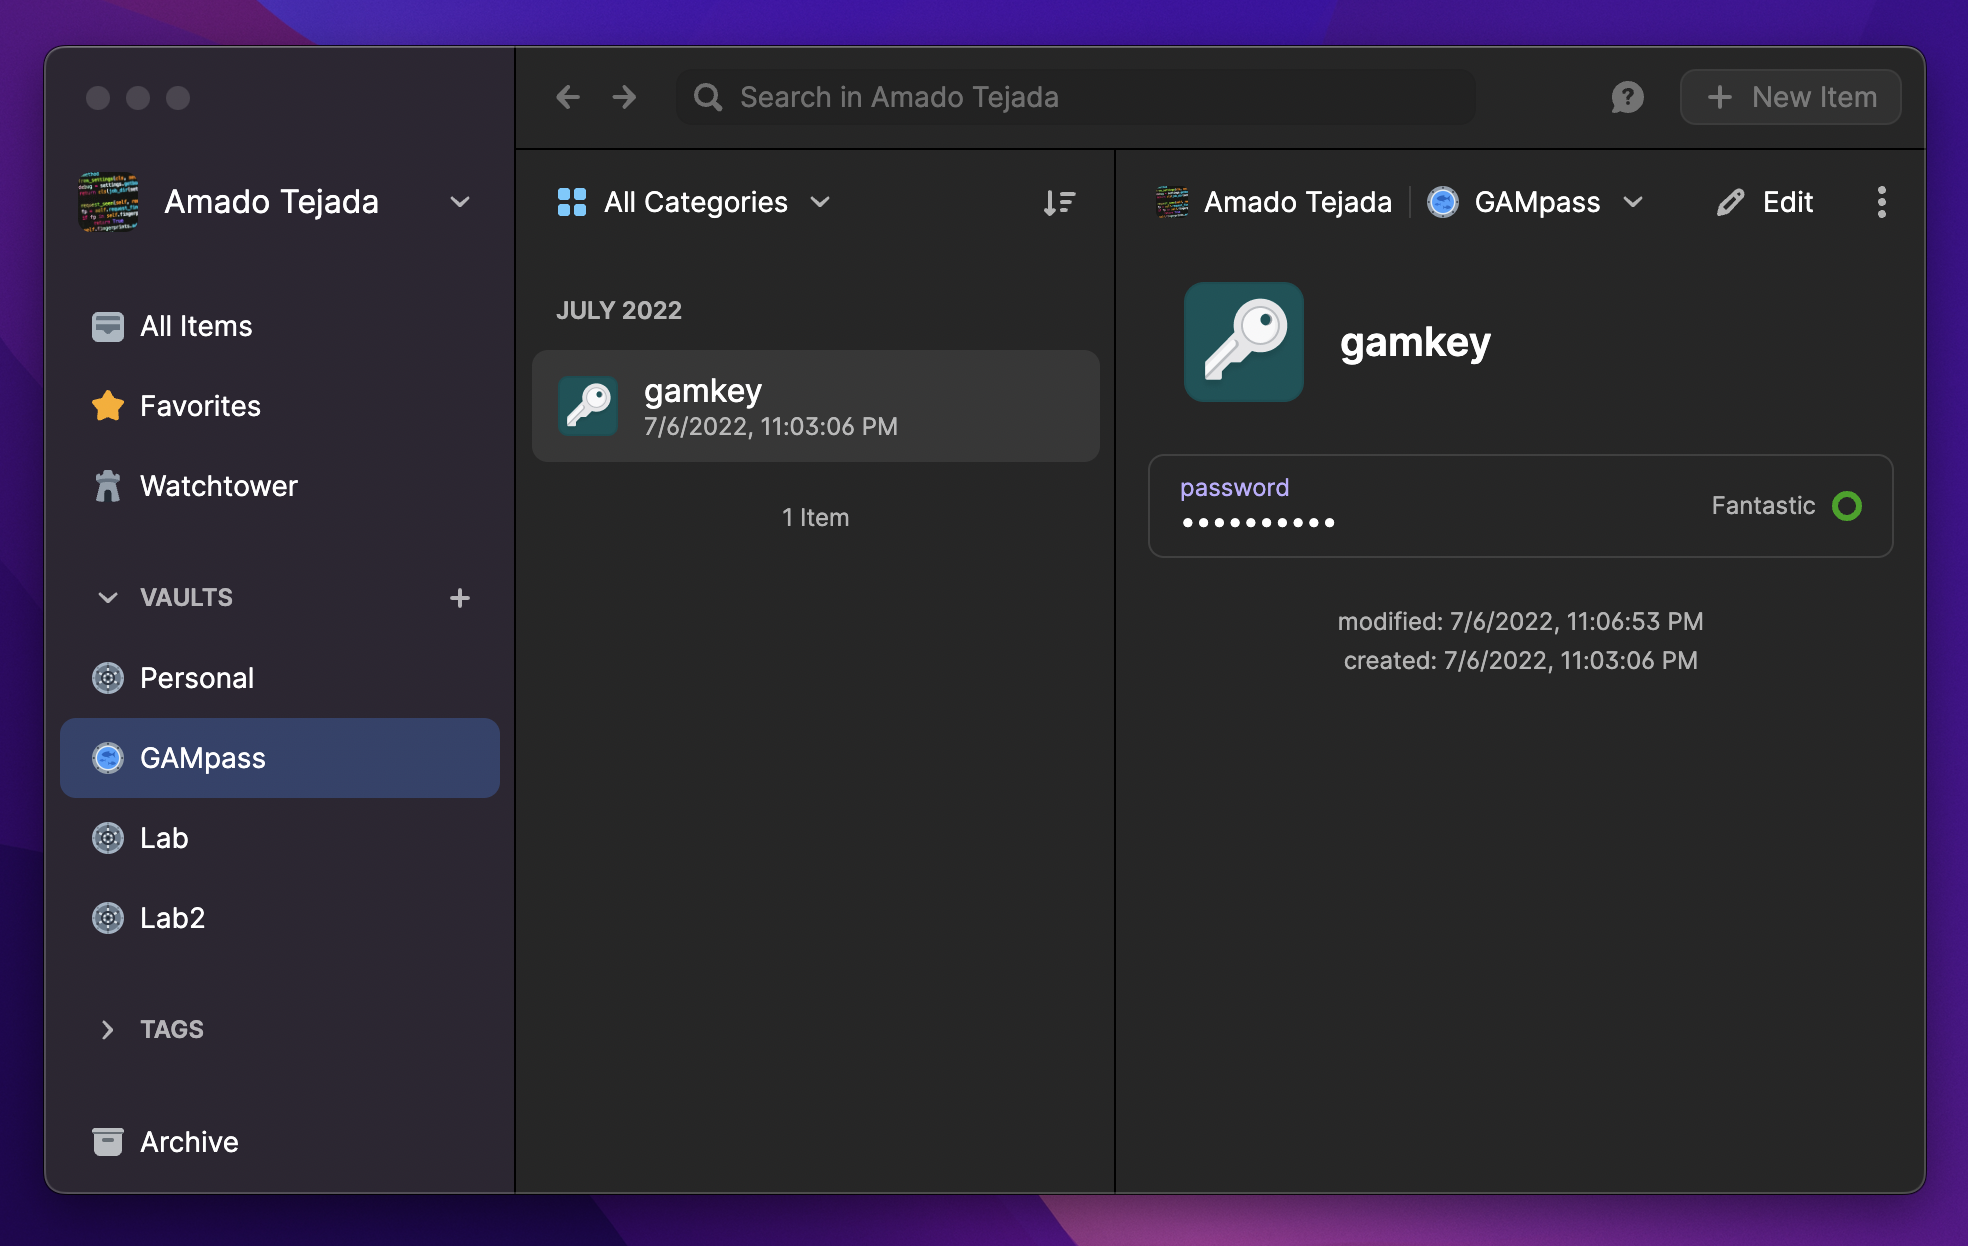 Search in Amado Tejada
New Item
Amado Tejada
All Items
Favorites
Watchtower
VAULTS
Personal
GAMpass
Lab
Lab2
TAGS
Archive
All Categories
JULY 2022
gamkey
7/6/2022, 11:03:06 PM
1 Item
Amado Tejada
GAMpass
Edit
gamkey
password
••••••••••
Fantastic
modified: 7/6/2022, 11:06:53 PM
created: 7/6/2022, 11:03:06 PM